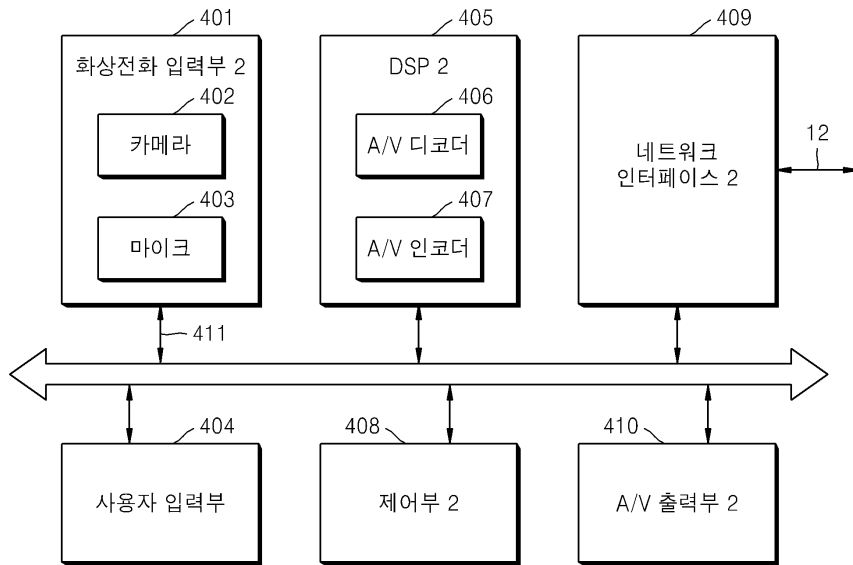 401
화상전화 입력부 2
402
카메라
403
마이크
405
DSP 2
406
A/V 디코더
407
A/V 인코더
409
네트워크
인터페이스 2
12
411
404
사용자 입력부
408
제어부 2
410
A/V 출력부 2